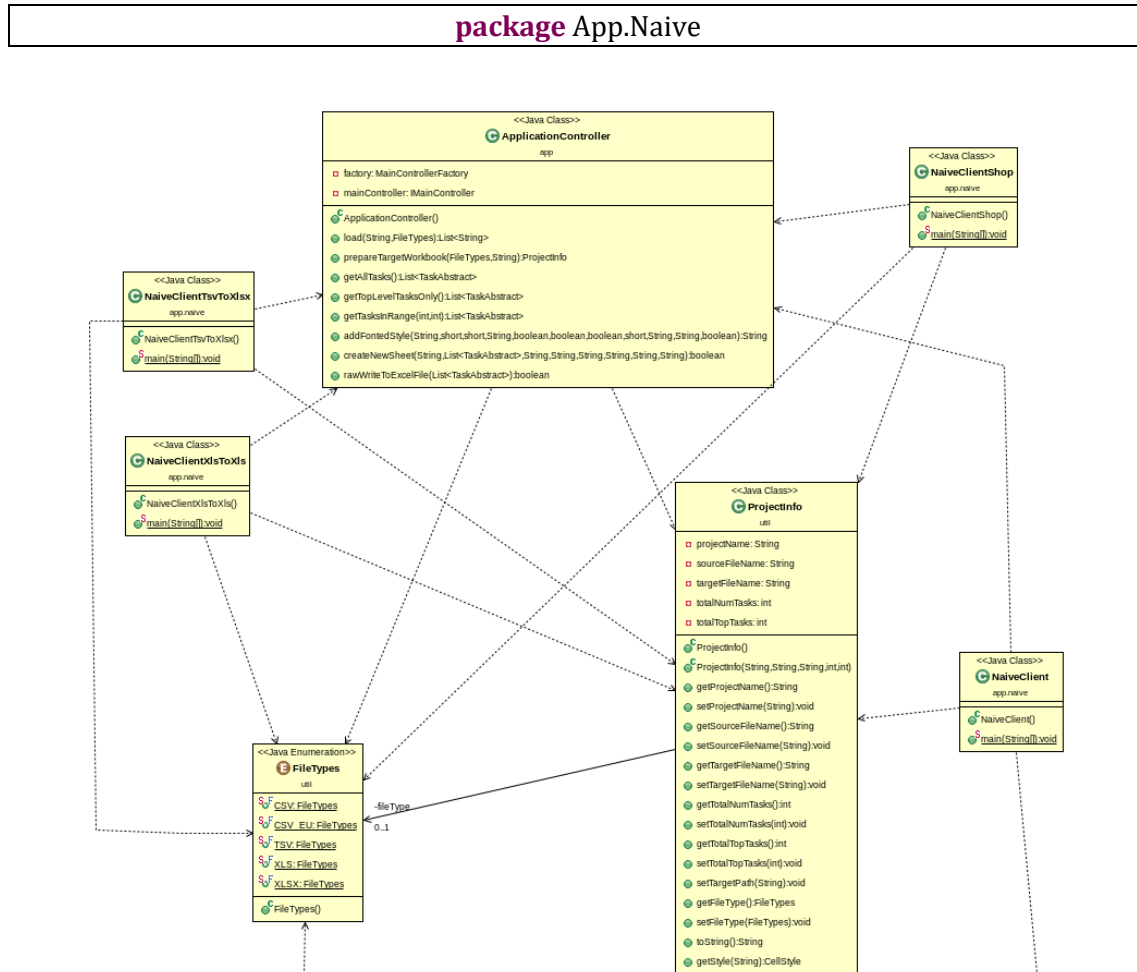 package App.Naive
<<Java Class>>
ApplicationController
app
factory: MainControllerFactory
mainController: IMainController
ApplicationController()
load(String,FileTypes):List<String>
prepareTargetWorkbook(FileTypes,String):ProjectInfo
getAllTasks():List<TaskAbstract>
getTopLevelTasksOnly():List<TaskAbstract>
getTasksInRange(int,int):List<TaskAbstract>
addFontedStyle(String,short,short,String,boolean,boolean,boolean,short,String,String,boolean):String
createNewSheet(String,List<TaskAbstract>,String,String,String,String,String):boolean
rawWriteToExcelFile(List<TaskAbstract>):boolean
<<Java Class>>
NaiveClientShop
app.naive
NaiveClientShop()
main(String[]):void
<<Java Class>>
NaiveClientTsvToXlsx
app.naive
NaiveClientTsvToXlsx()
main(String[]):void
<<Java Class>>
NaiveClientXlsToXls
app.naive
NaiveClientXlsToXls()
main(String[]):void
<<Java Class>>
ProjectInfo
util
projectName: String
sourceFileName: String
targetFileName: String
totalNumTasks: int
totalTopTasks: int
ProjectInfo()
ProjectInfo(String,String,String,int,int)
getProjectName():String
setProjectName(String):void
getSourceFileName():String
setSourceFileName(String):void
getTargetFileName():String
setTargetFileName(String):void
getTotalNumTasks():int
setTotalNumTasks(int):void
getTotalTopTasks():int
setTotalTopTasks(int):void
setTargetPath(String):void
getFileType():FileTypes
setFileType(FileTypes):void
toString():String
getStyle(String):CellStyle
<<Java Class>>
NaiveClient
app.naive
NaiveClient()
main(String[]):void
<<Java Enumeration>>
FileTypes
util
CSV: FileTypes
CSV_EU: FileTypes
TSV: FileTypes
XLS: FileTypes
XLSX: FileTypes
FileTypes()
-fileType
0..1